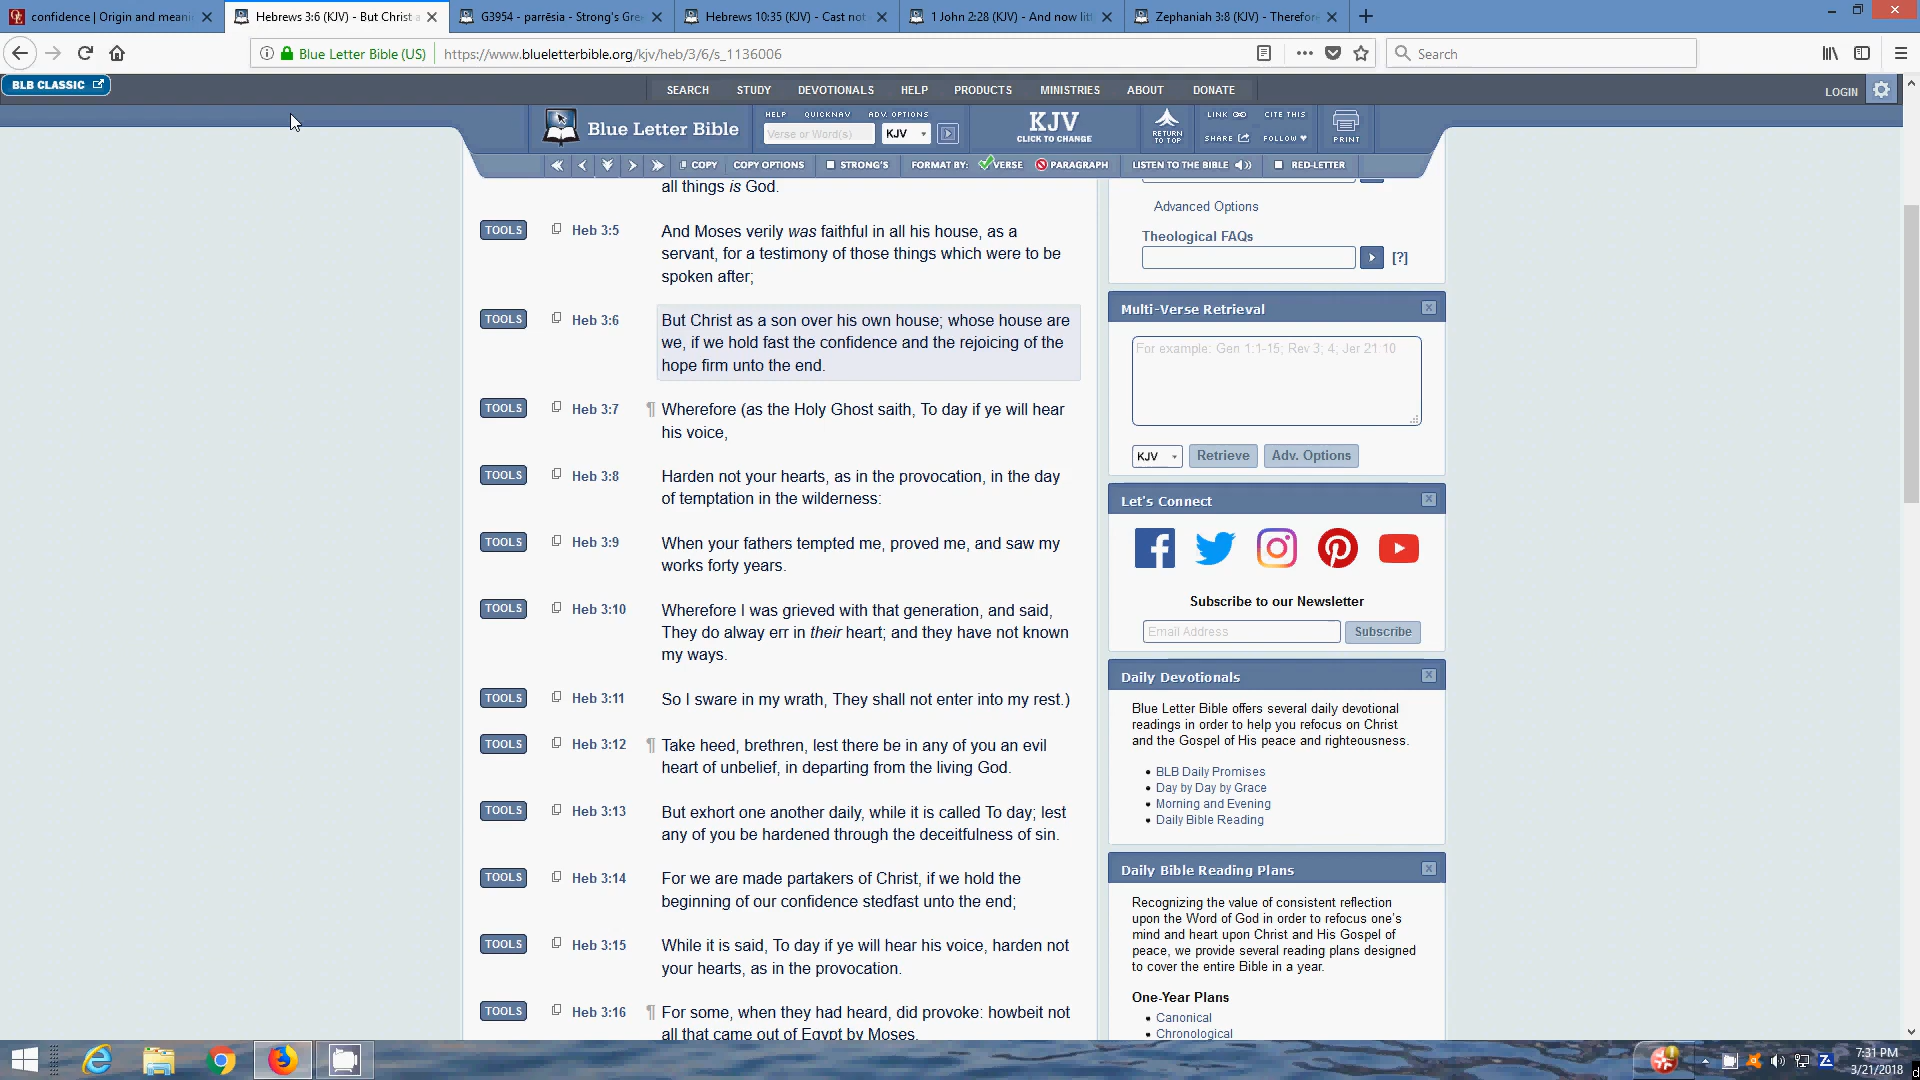 confidence | Origin and meani
Hebrews 3:6 (KJV) - But Christ a
G3954 - parrēsia - Strong's Gre
Hebrews 10:35 (KJV) - Cast not
1 John 2:28 (KJV) - And now litt
Zephaniah 3:8 (KJV) - Therefore
Blue Letter Bible (US)
https://www.blueletterbible.org/kjv/heb/3/6/s_1136006
Search
BLB CLASSIC
SEARCH STUDY DEVOTIONALS HELP PRODUCTS MINISTRIES ABOUT DONATE
LOGIN
Blue Letter Bible
HELP QUICKNAV ADV. OPTIONS
Verse or Word(s)
KJV
KJV
CLICK TO CHANGE
RETURN
TO TOP
LINK CITE THIS
SHARE FOLLOW
PRINT
COPY COPY OPTIONS STRONG'S FORMAT BY: VERSE PARAGRAPH LISTEN TO THE BIBLE RED-LETTER
all things is God.
TOOLS Heb 3:5 And Moses verily was faithful in all his house, as a
servant, for a testimony of those things which were to be
spoken after;
TOOLS Heb 3:6 But Christ as a son over his own house; whose house are
we, if we hold fast the confidence and the rejoicing of the
hope firm unto the end.
TOOLS Heb 3:7 ¶ Wherefore (as the Holy Ghost saith, To day if ye will hear
his voice,
TOOLS Heb 3:8 Harden not your hearts, as in the provocation, in the day
of temptation in the wilderness:
TOOLS Heb 3:9 When your fathers tempted me, proved me, and saw my
works forty years.
TOOLS Heb 3:10 Wherefore I was grieved with that generation, and said,
They do alway err in their heart; and they have not known
my ways.
TOOLS Heb 3:11 So I sware in my wrath, They shall not enter into my rest.)
TOOLS Heb 3:12 ¶ Take heed, brethren, lest there be in any of you an evil
heart of unbelief, in departing from the living God.
TOOLS Heb 3:13 But exhort one another daily, while it is called To day; lest
any of you be hardened through the deceitfulness of sin.
TOOLS Heb 3:14 For we are made partakers of Christ, if we hold the
beginning of our confidence stedfast unto the end;
TOOLS Heb 3:15 While it is said, To day if ye will hear his voice, harden not
your hearts, as in the provocation.
TOOLS Heb 3:16 ¶ For some, when they had heard, did provoke: howbeit not
all that came out of Egypt by Moses.
Advanced Options
Theological FAQs
[?]
Multi-Verse Retrieval
For example: Gen 1:1-15; Rev 3; 4; Jer 21:10
KJV Retrieve Adv. Options
Let's Connect
Subscribe to our Newsletter
Email Address Subscribe
Daily Devotionals
Blue Letter Bible offers several daily devotional
readings in order to help you refocus on Christ
and the Gospel of His peace and righteousness.
• BLB Daily Promises
• Day by Day by Grace
• Morning and Evening
• Daily Bible Reading
Daily Bible Reading Plans
Recognizing the value of consistent reflection
upon the Word of God in order to refocus one's
mind and heart upon Christ and His Gospel of
peace, we provide several reading plans designed
to cover the entire Bible in a year.
One-Year Plans
• Canonical
• Chronological
7:31 PM
3/21/2018